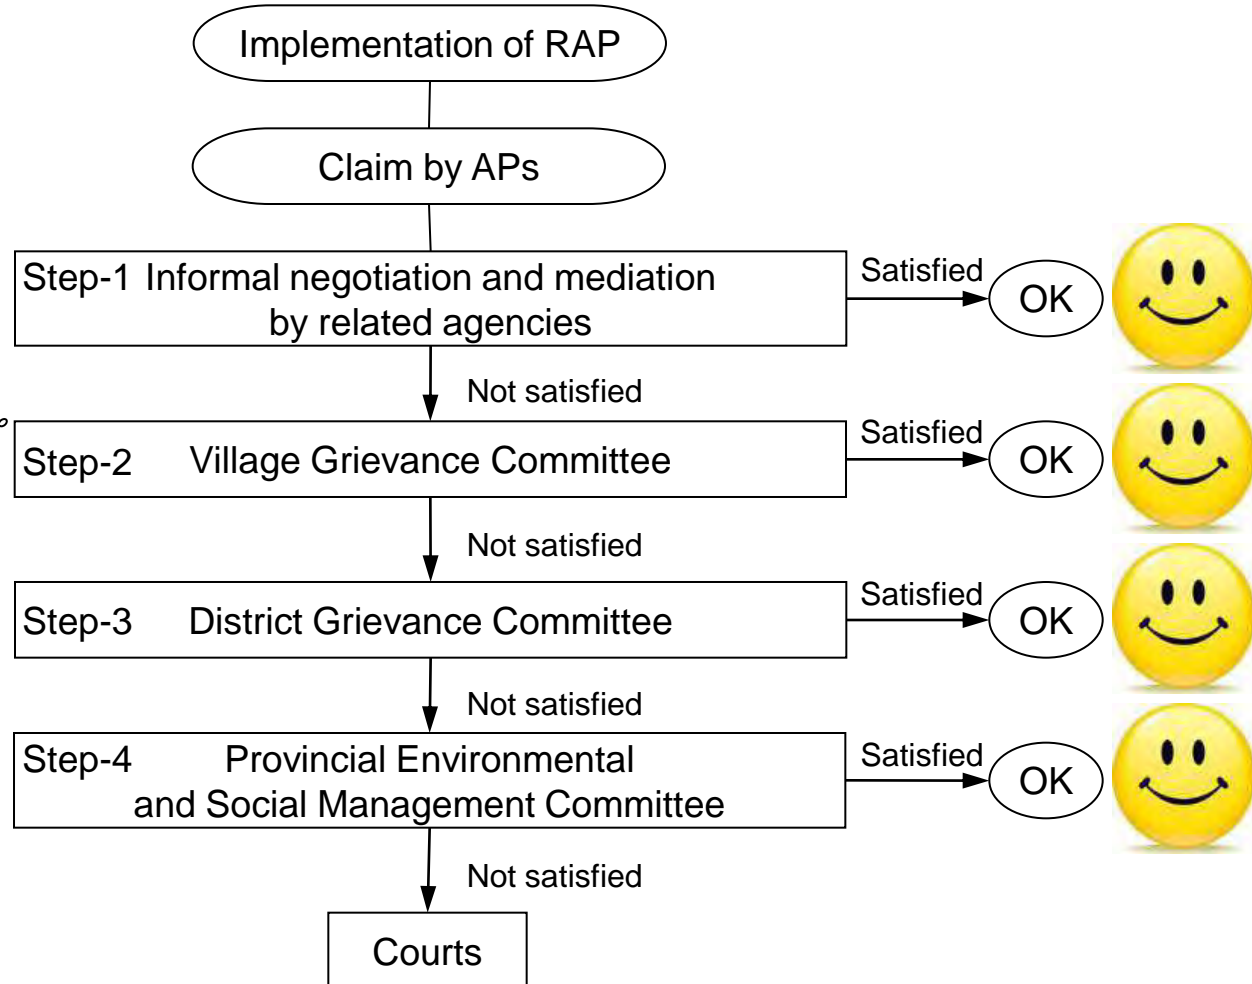 Implementation of RAP
Claim by APs
Step-1 Informal negotiation and mediation
by related agencies
Satisfied
OK
Not satisfied
Step-2 Village Grievance Committee
Satisfied
OK
Not satisfied
Step-3 District Grievance Committee
Satisfied
OK
Not satisfied
Step-4 Provincial Environmental
and Social Management Committee
Satisfied
OK
Not satisfied
Courts